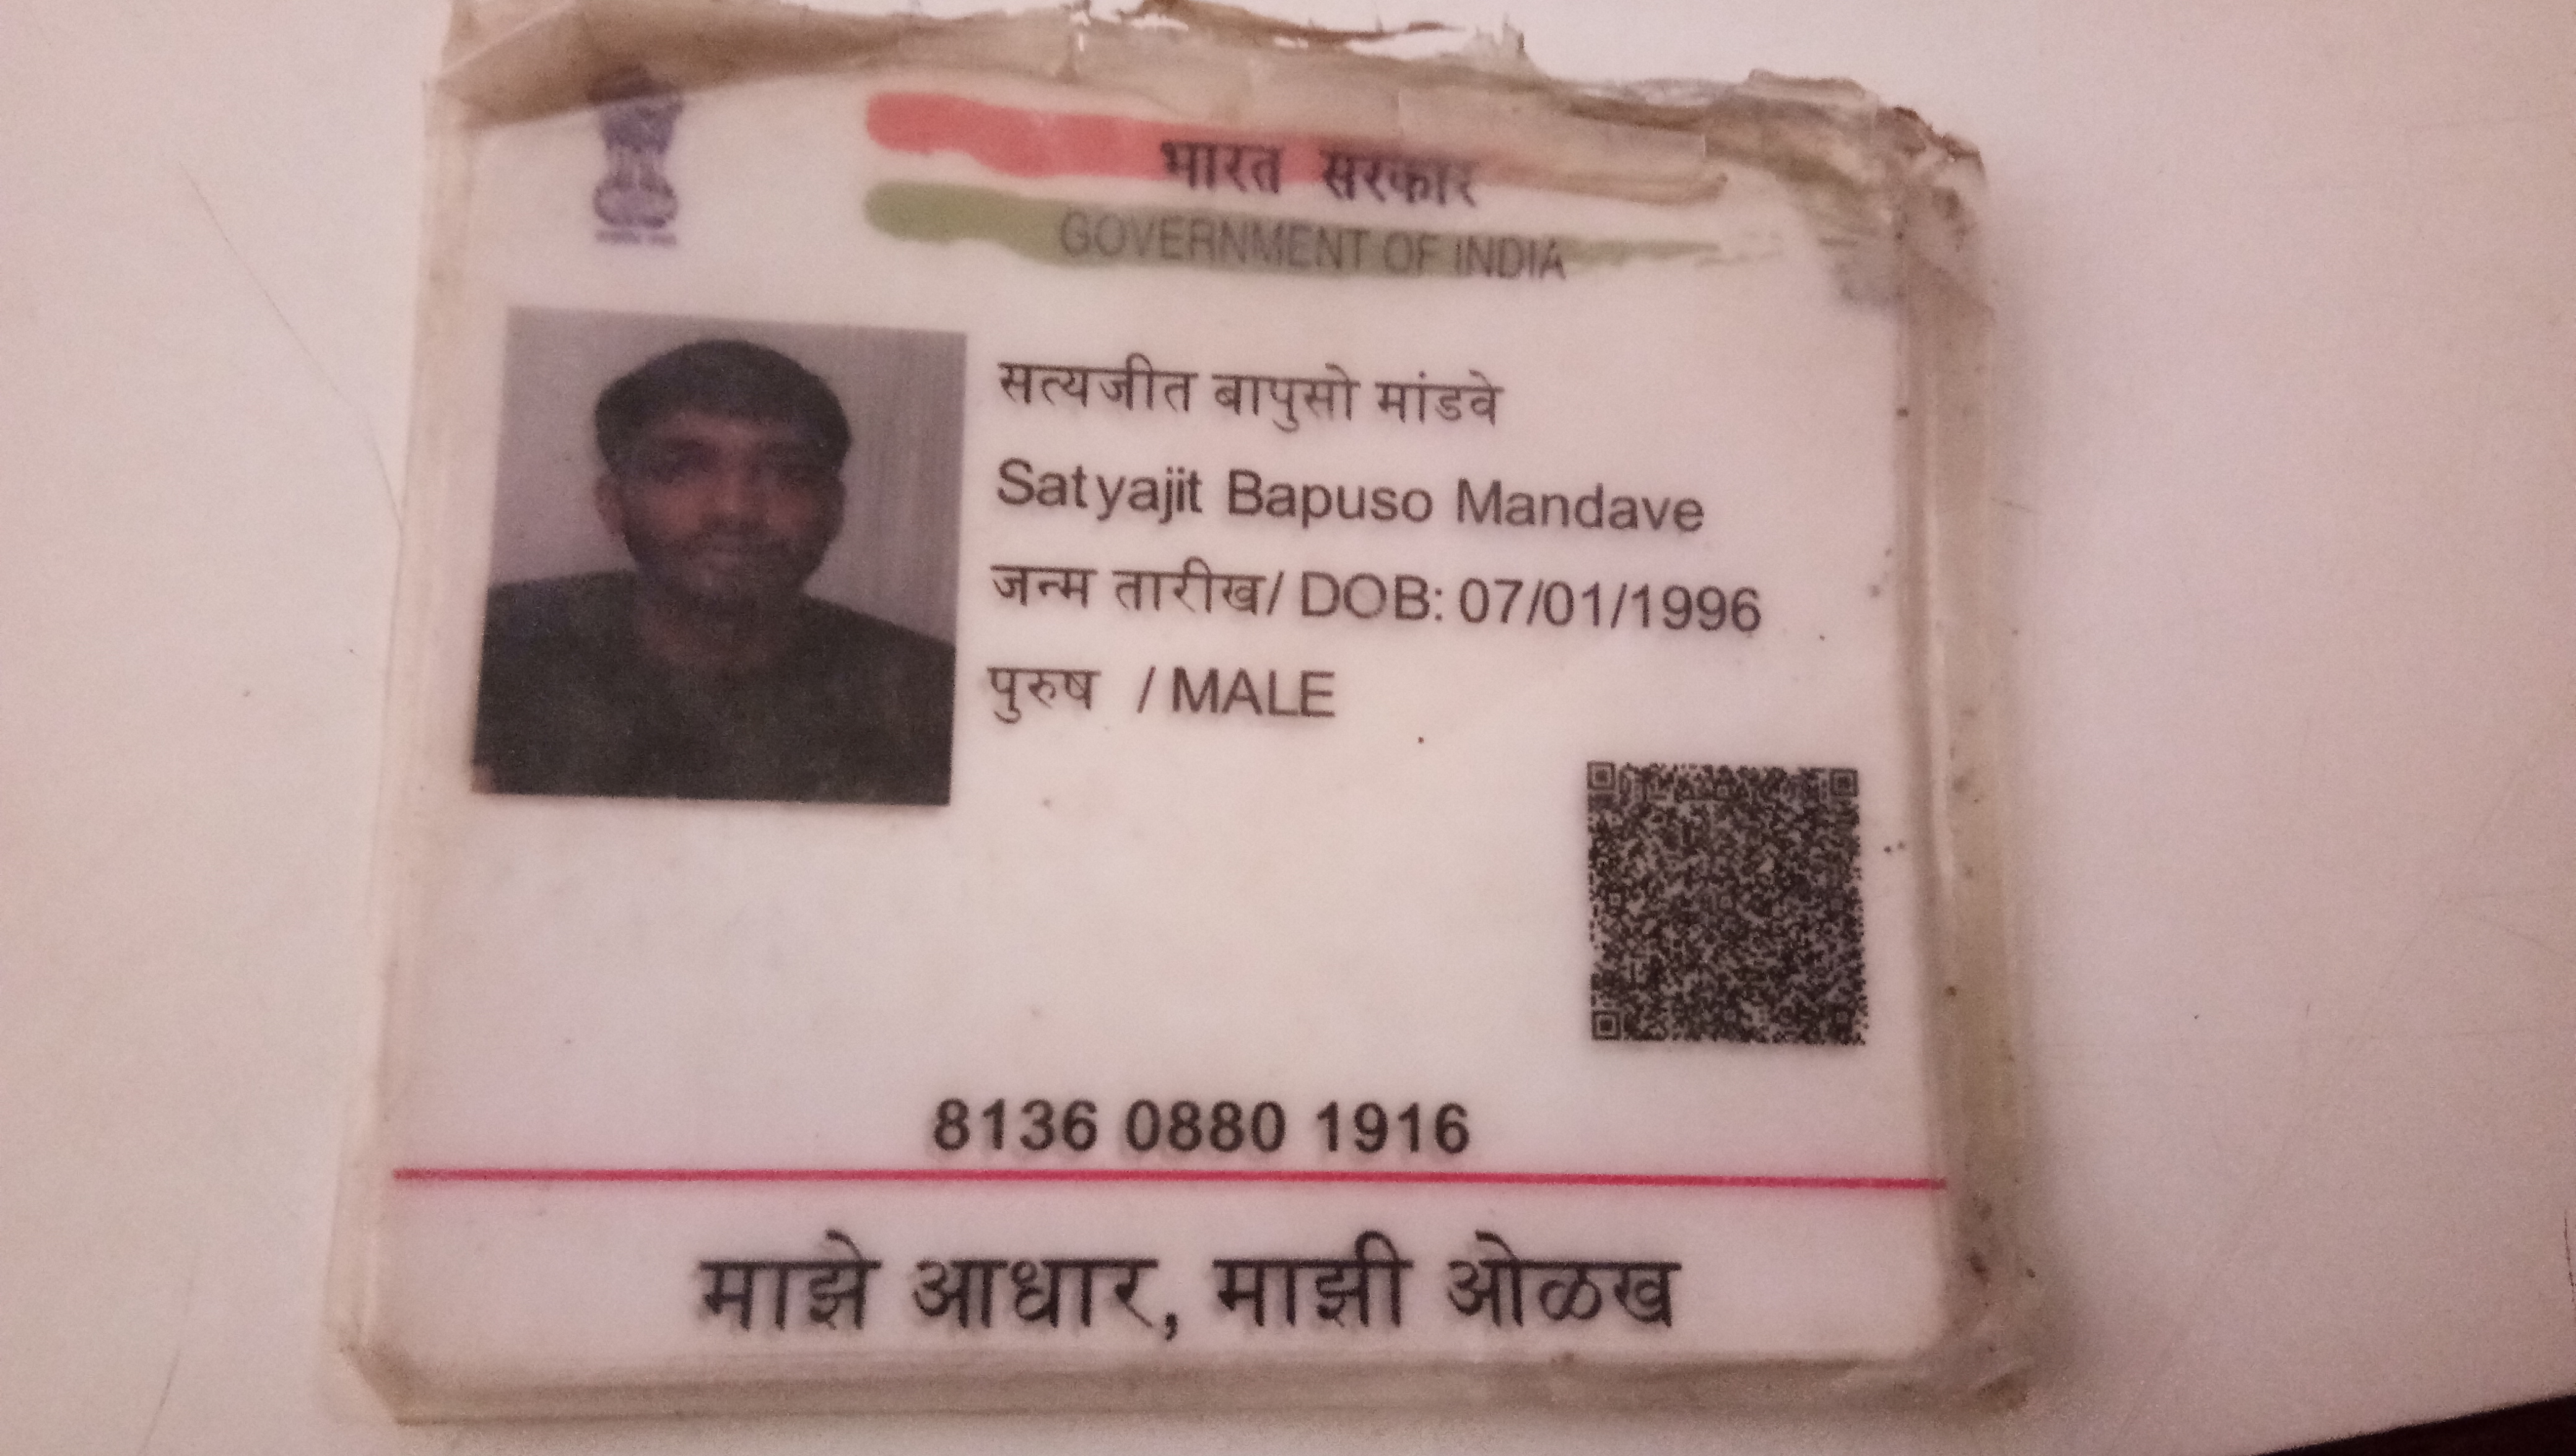 भारत सरकार
GOVERNMENT OF INDIA
सत्यजीत बापुसो मांडवे
Satyajit Bapuso Mandave
जन्म तारीख/ DOB: 07/01/1996
पुरुष / MALE
8136 0880 1916
माझे आधार, माझी ओळख